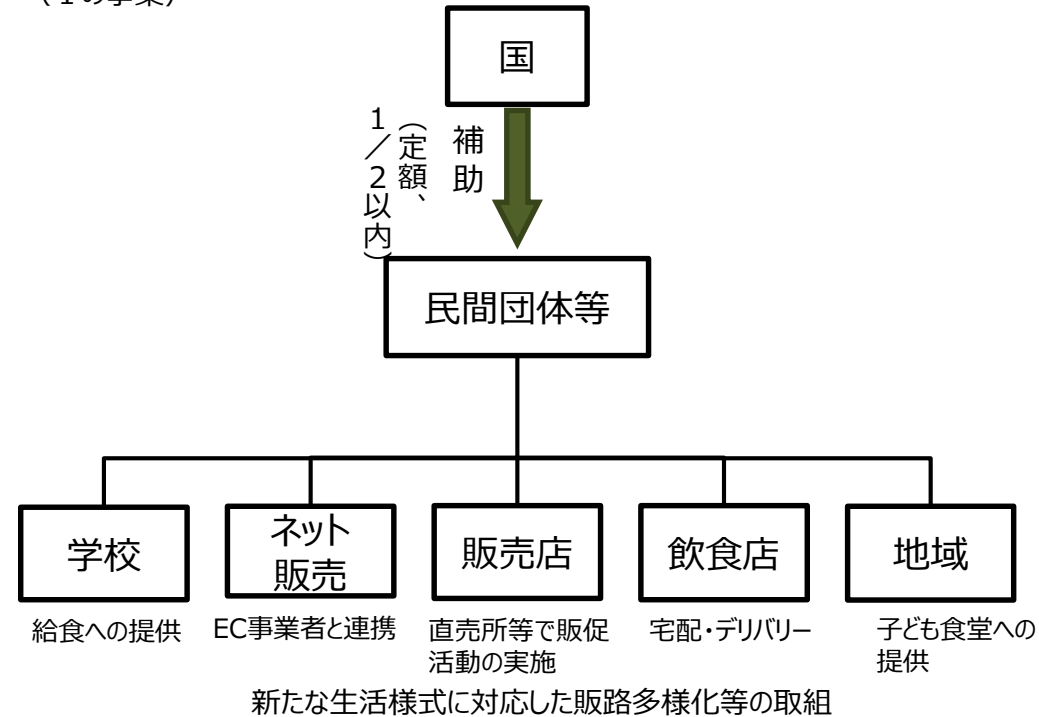 国
補助
（定額、
１／２以内）
民間団体等
学校
ネット
販売
販売店
飲食店
地域
給食への提供
EC事業者と連携
直売所等で販促
活動の実施
宅配・デリバリー
子ども食堂への
提供
新たな生活様式に対応した販路多様化等の取組